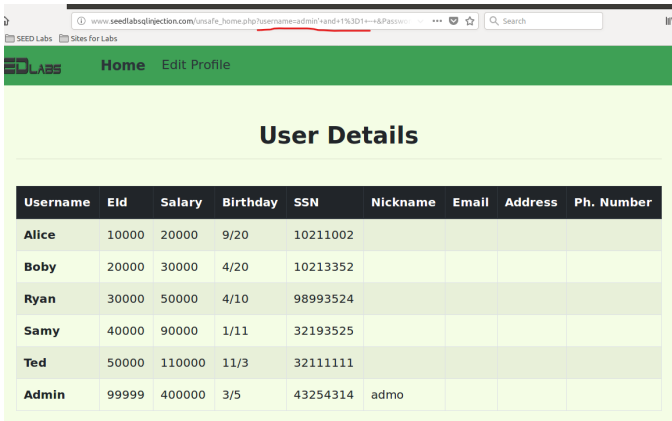 www.seedlabsqlinjection.com/unsafe_home.php?username=admin'+and+1%3D1+--+&Passwo
Search
SEED Labs Sites for Labs
EDLABS Home Edit Profile
User Details
Username EId Salary Birthday SSN Nickname Email Address Ph. Number
Alice 10000 20000 9/20 10211002
Boby 20000 30000 4/20 10213352
Ryan 30000 50000 4/10 98993524
Samy 40000 90000 1/11 32193525
Ted 50000 110000 11/3 32111111
Admin 99999 400000 3/5 43254314 admo